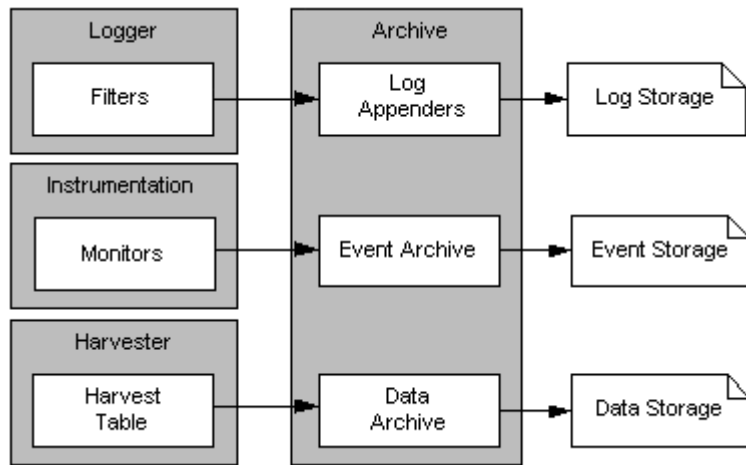 Logger
Archive
Filters
Log
Appenders
Log Storage
Instrumentation
Monitors
Event Archive
Event Storage
Harvester
Harvest
Table
Data
Archive
Data Storage